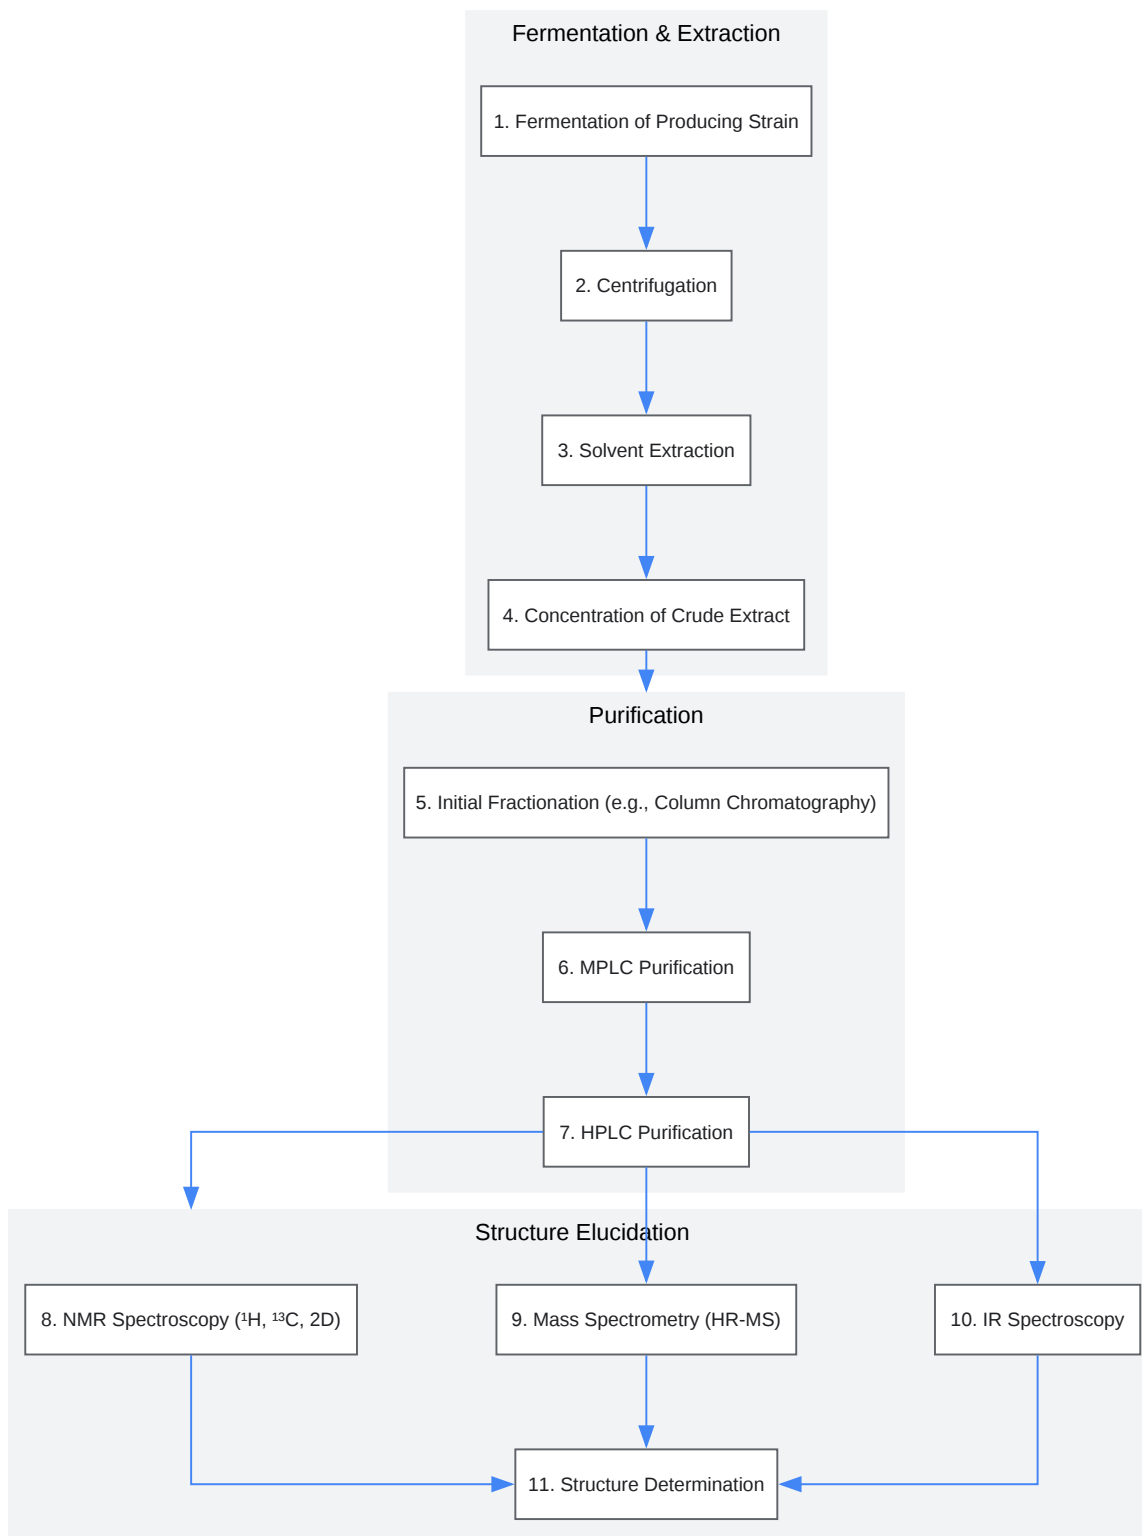 Fermentation & Extraction
1. Fermentation of Producing Strain
2. Centrifugation
3. Solvent Extraction
4. Concentration of Crude Extract
Purification
5. Initial Fractionation (e.g., Column Chromatography)
6. MPLC Purification
7. HPLC Purification
Structure Elucidation
8. NMR Spectroscopy (¹H, ¹³C, 2D)
9. Mass Spectrometry (HR-MS)
10. IR Spectroscopy
11. Structure Determination